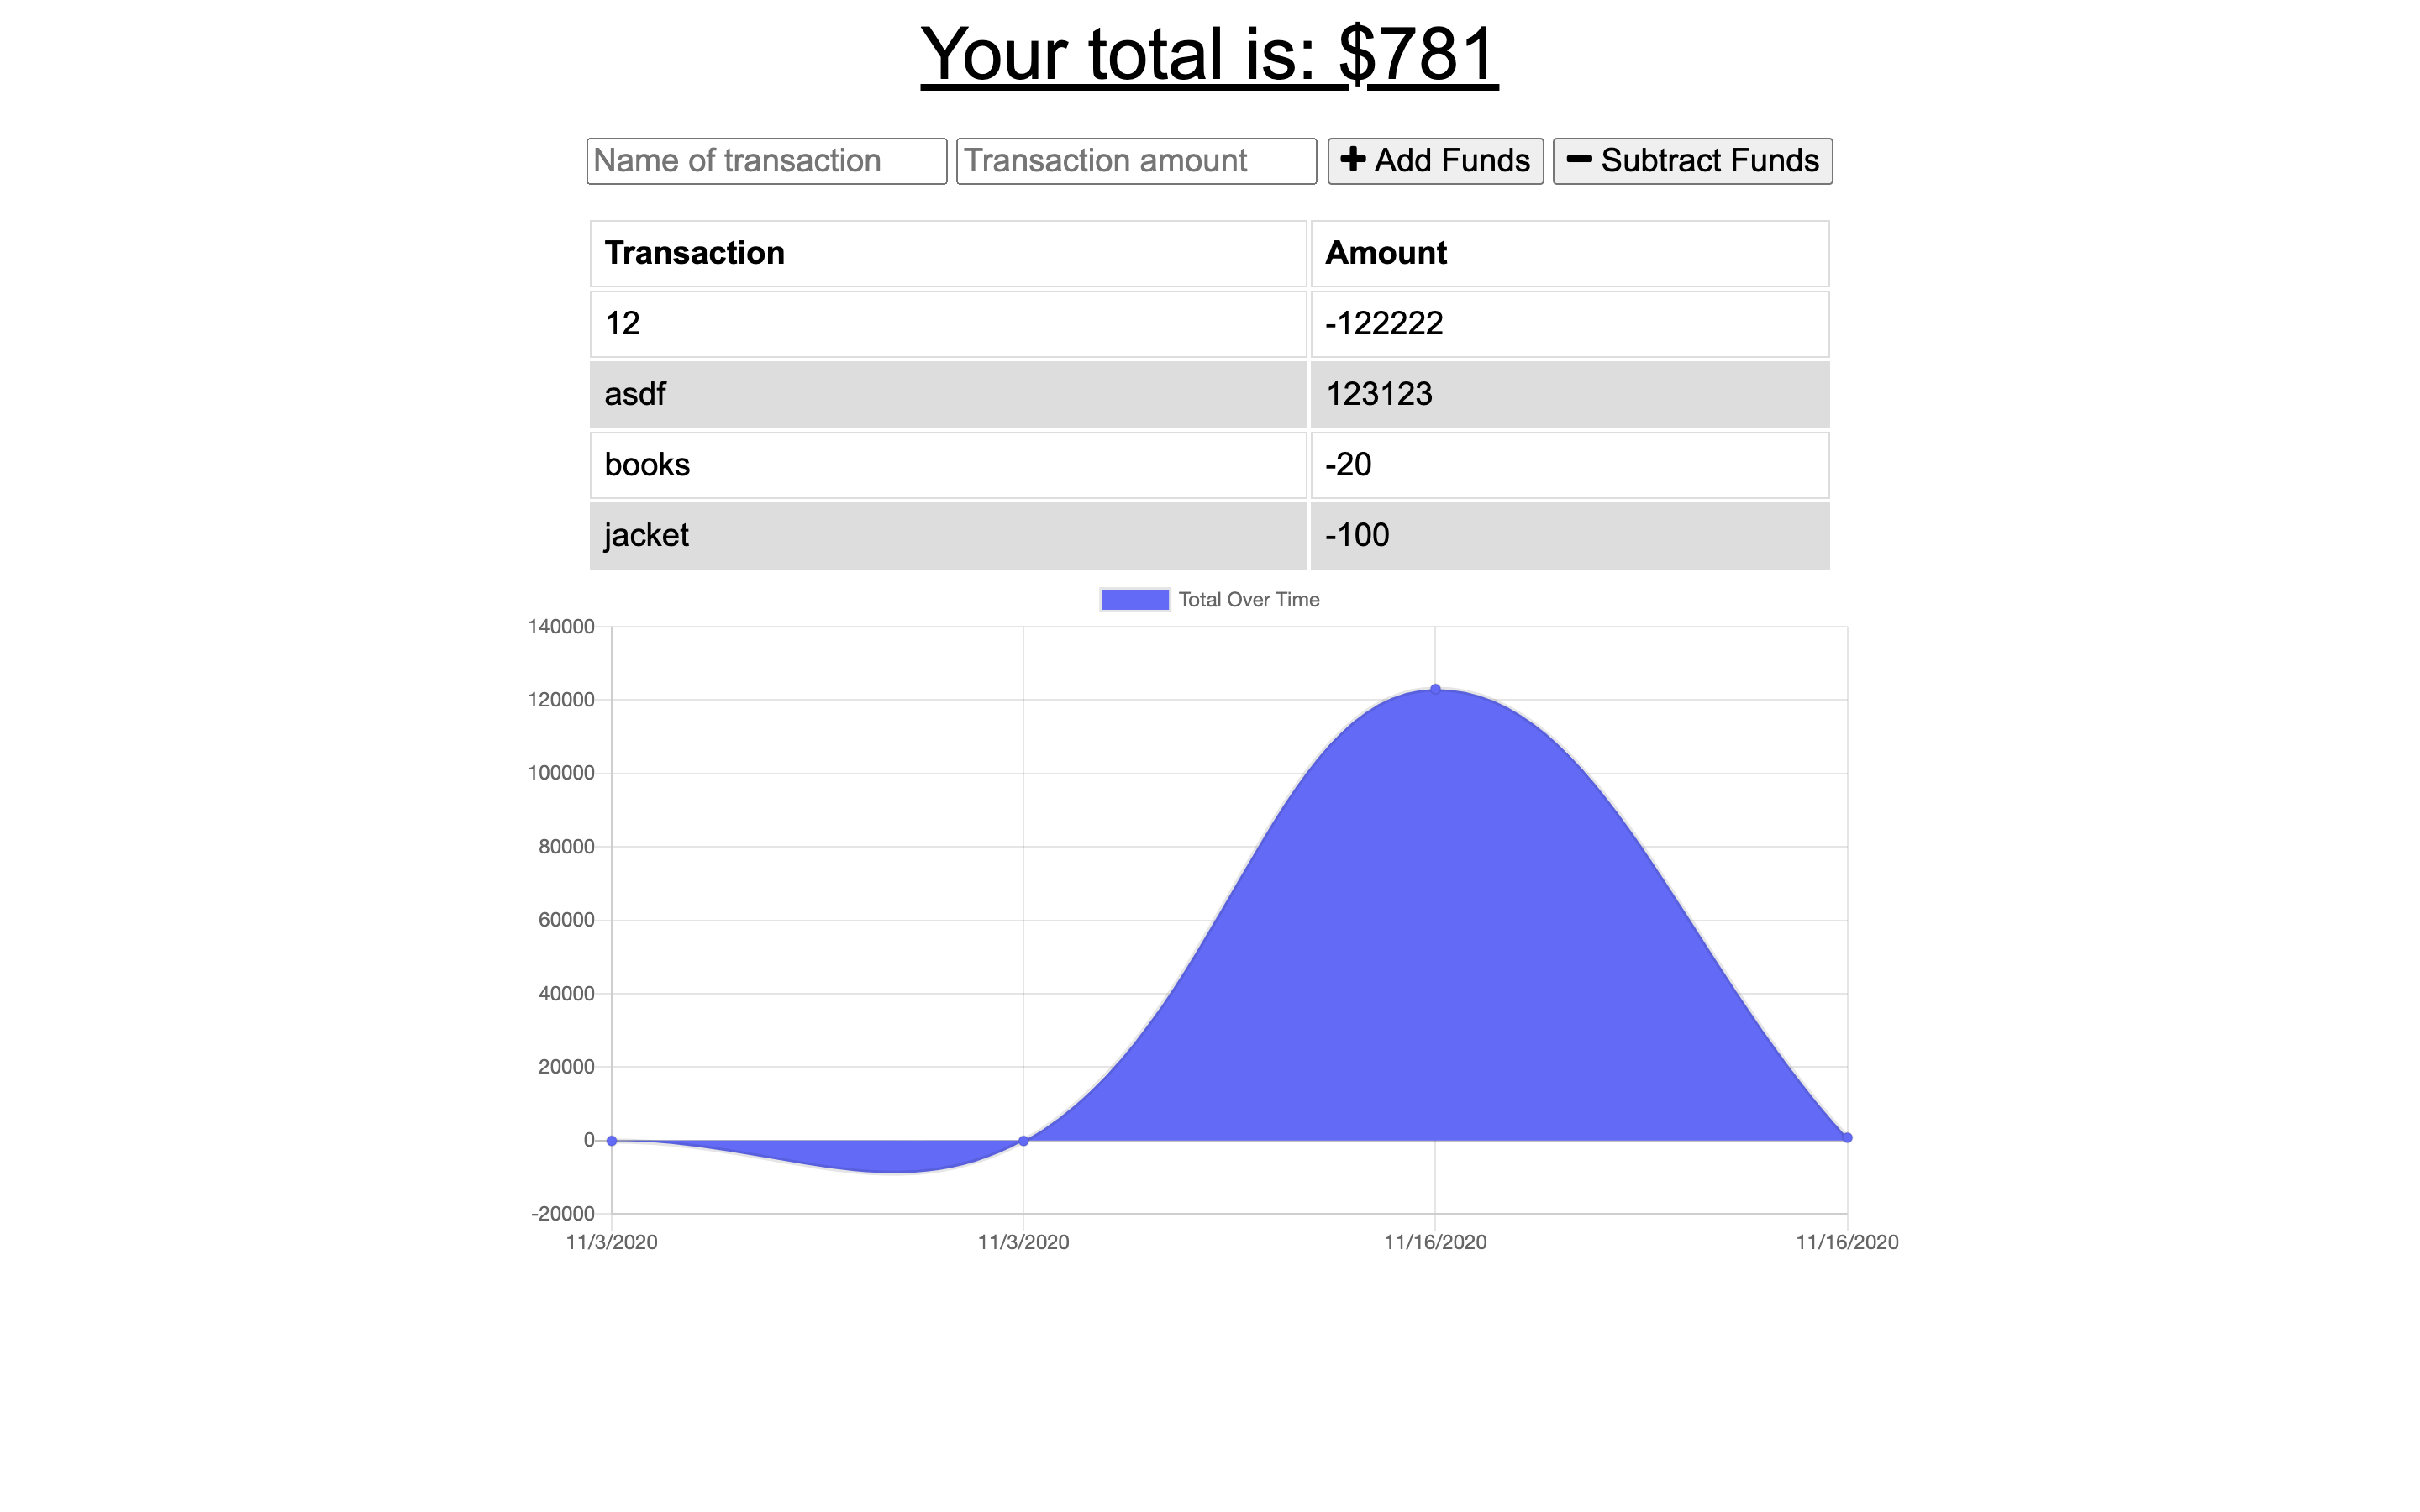 Your total is: $781
Name of transaction Transaction amount Add Funds Subtract Funds
Transaction Amount
12 -122222
asdf 123123
books -20
jacket -100
Total Over Time
140000
120000
100000
80000
60000
40000
20000
0
-20000
11/3/2020 11/3/2020 11/16/2020 11/16/2020